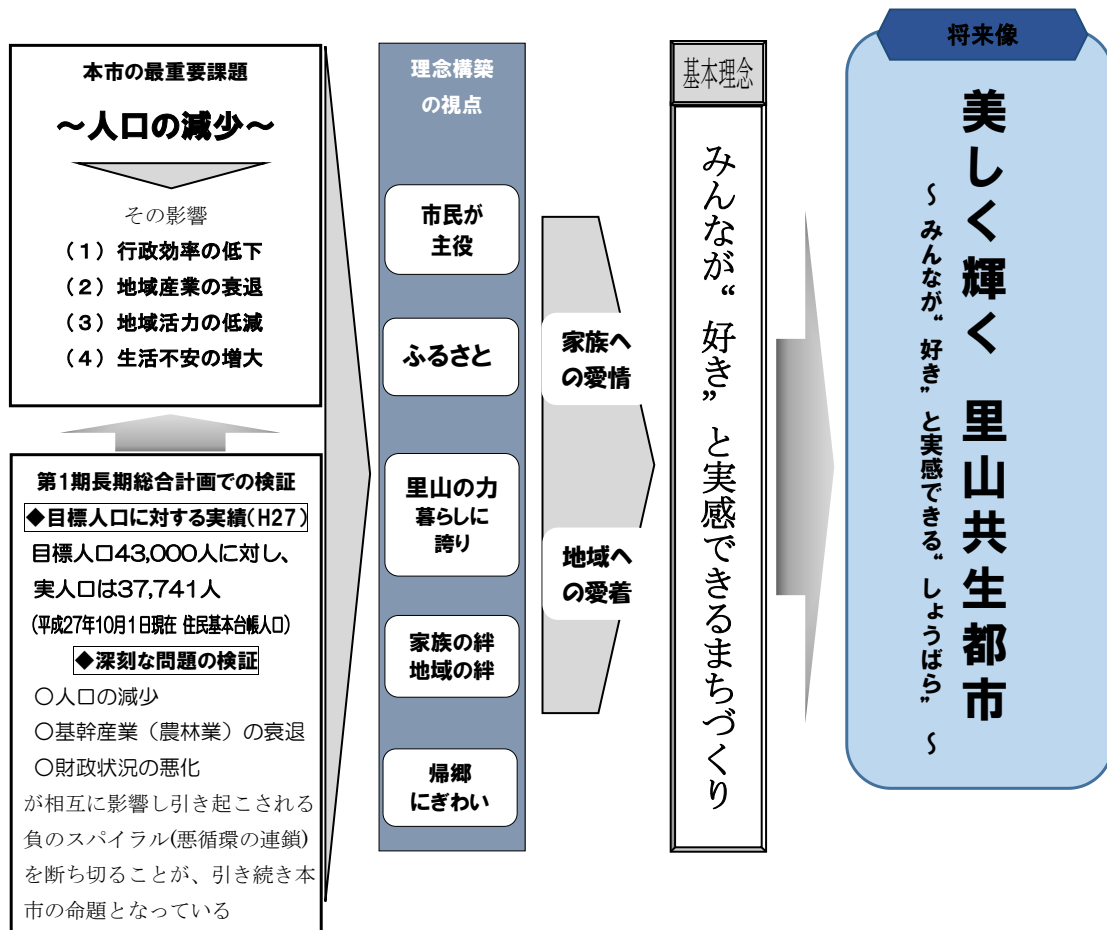 本市の最重要課題
～人口の減少～
その影響
（１）行政効率の低下
（２）地域産業の衰退
（３）地域活力の低減
（４）生活不安の増大
第1期長期総合計画での検証
◆目標人口に対する実績(H27)
目標人口43,000人に対し、
実人口は37,741人
(平成27年10月1日現在 住民基本台帳人口)
◆深刻な問題の検証
○人口の減少
○基幹産業（農林業）の衰退
○財政状況の悪化
が相互に影響し引き起こされる
負のスパイラル(悪循環の連鎖)
を断ち切ることが、引き続き本
市の命題となっている
理念構築
の視点
市民が
主役
ふるさと
里山の力
暮らしに
誇り
家族の絆
地域の絆
帰郷
にぎわい
家族へ
の愛情
地域へ
の愛着
基本理念
みんなが“好き”と実感できるまちづくり
将来像
美しく輝く 里山共生都市
～みんなが“好き”と実感できる“しょうばら”～